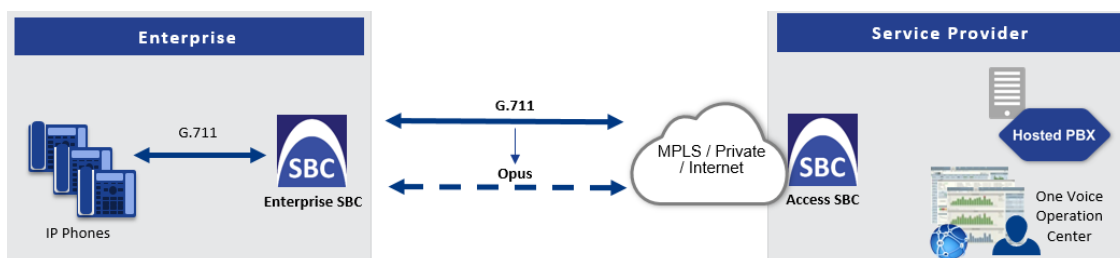 Enterprise
Service Provider
G.711
G.711
SBC
Opus
MPLS / Private
/ Internet
SBC
Hosted PBX
IP Phones
Enterprise SBC
Access SBC
One Voice
Operation
Center